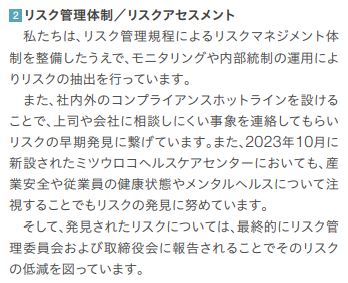 2 リスク管理体制／リスクアセスメント
私たちは、リスク管理規程によるリスクマネジメント体
制を整備したうえで、モニタリングや内部統制の運用によ
りリスクの抽出を行っています。
また、社内外のコンプライアンスホットラインを設ける
ことで、上司や会社に相談しにくい事象を連絡してもらい
リスクの早期発見に繋げています。また、2023年10月に
新設されたミツウロコヘルスケアセンターにおいても、産
業安全や従業員の健康状態やメンタルヘルスについて注
視することでもリスクの発見に努めています。
そして、発見されたリスクについては、最終的にリスク管
理委員会および取締役会に報告されることでそのリスク
の低減を図っています。